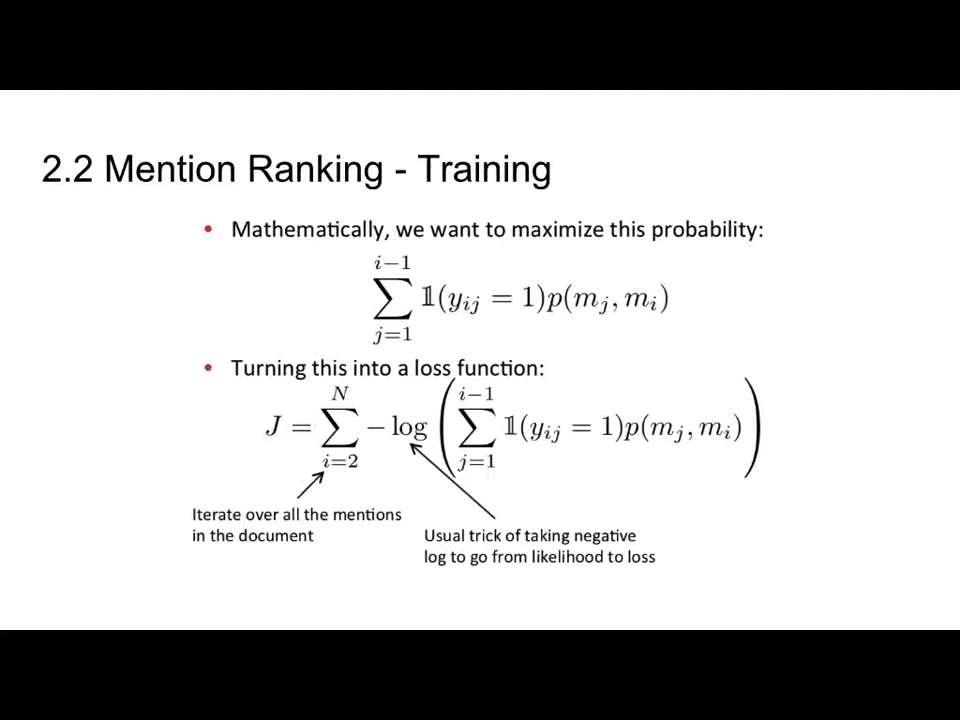 2.2 Mention Ranking - Training
• Mathematically, we want to maximize this probability:
i−1
∑ 𝟙(y_ij = 1)p(m_j, m_i)
j=1
• Turning this into a loss function:
N i−1
J = ∑ − log ( ∑ 𝟙(y_ij = 1)p(m_j, m_i) )
i=2 j=1
Iterate over all the mentions
in the document
Usual trick of taking negative
log to go from likelihood to loss